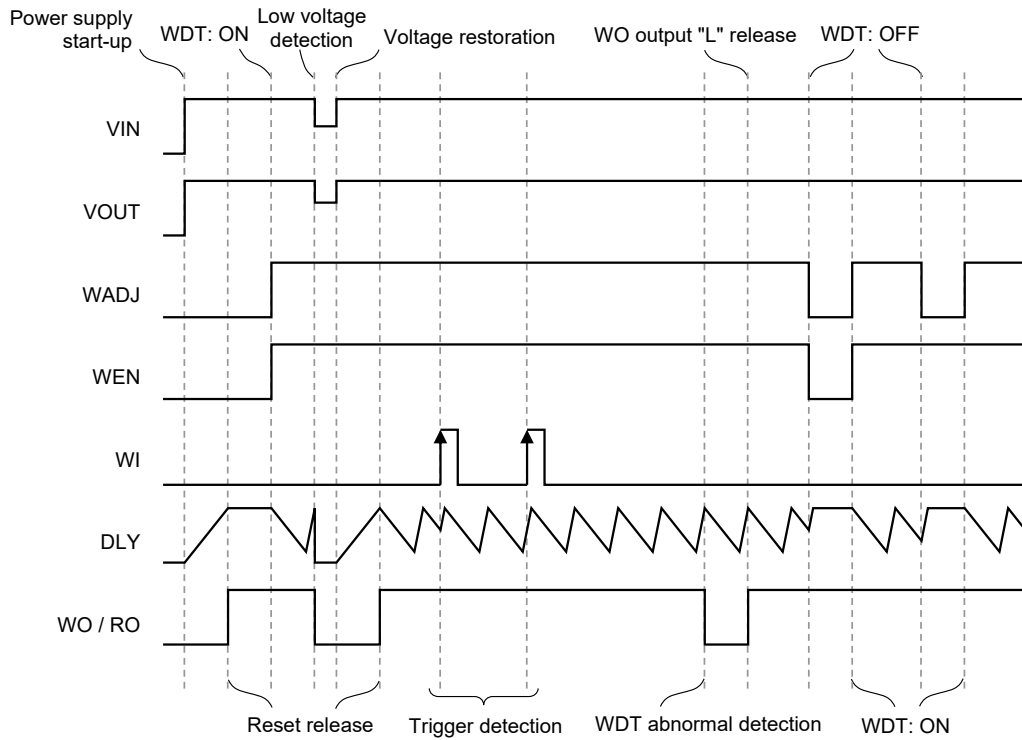 Power supply
start-up
WDT: ON
Low voltage
detection
Voltage restoration
WO output "L" release
WDT: OFF
VIN
VOUT
WADJ
WEN
WI
DLY
WO / RO
Reset release
Trigger detection
WDT abnormal detection
WDT: ON